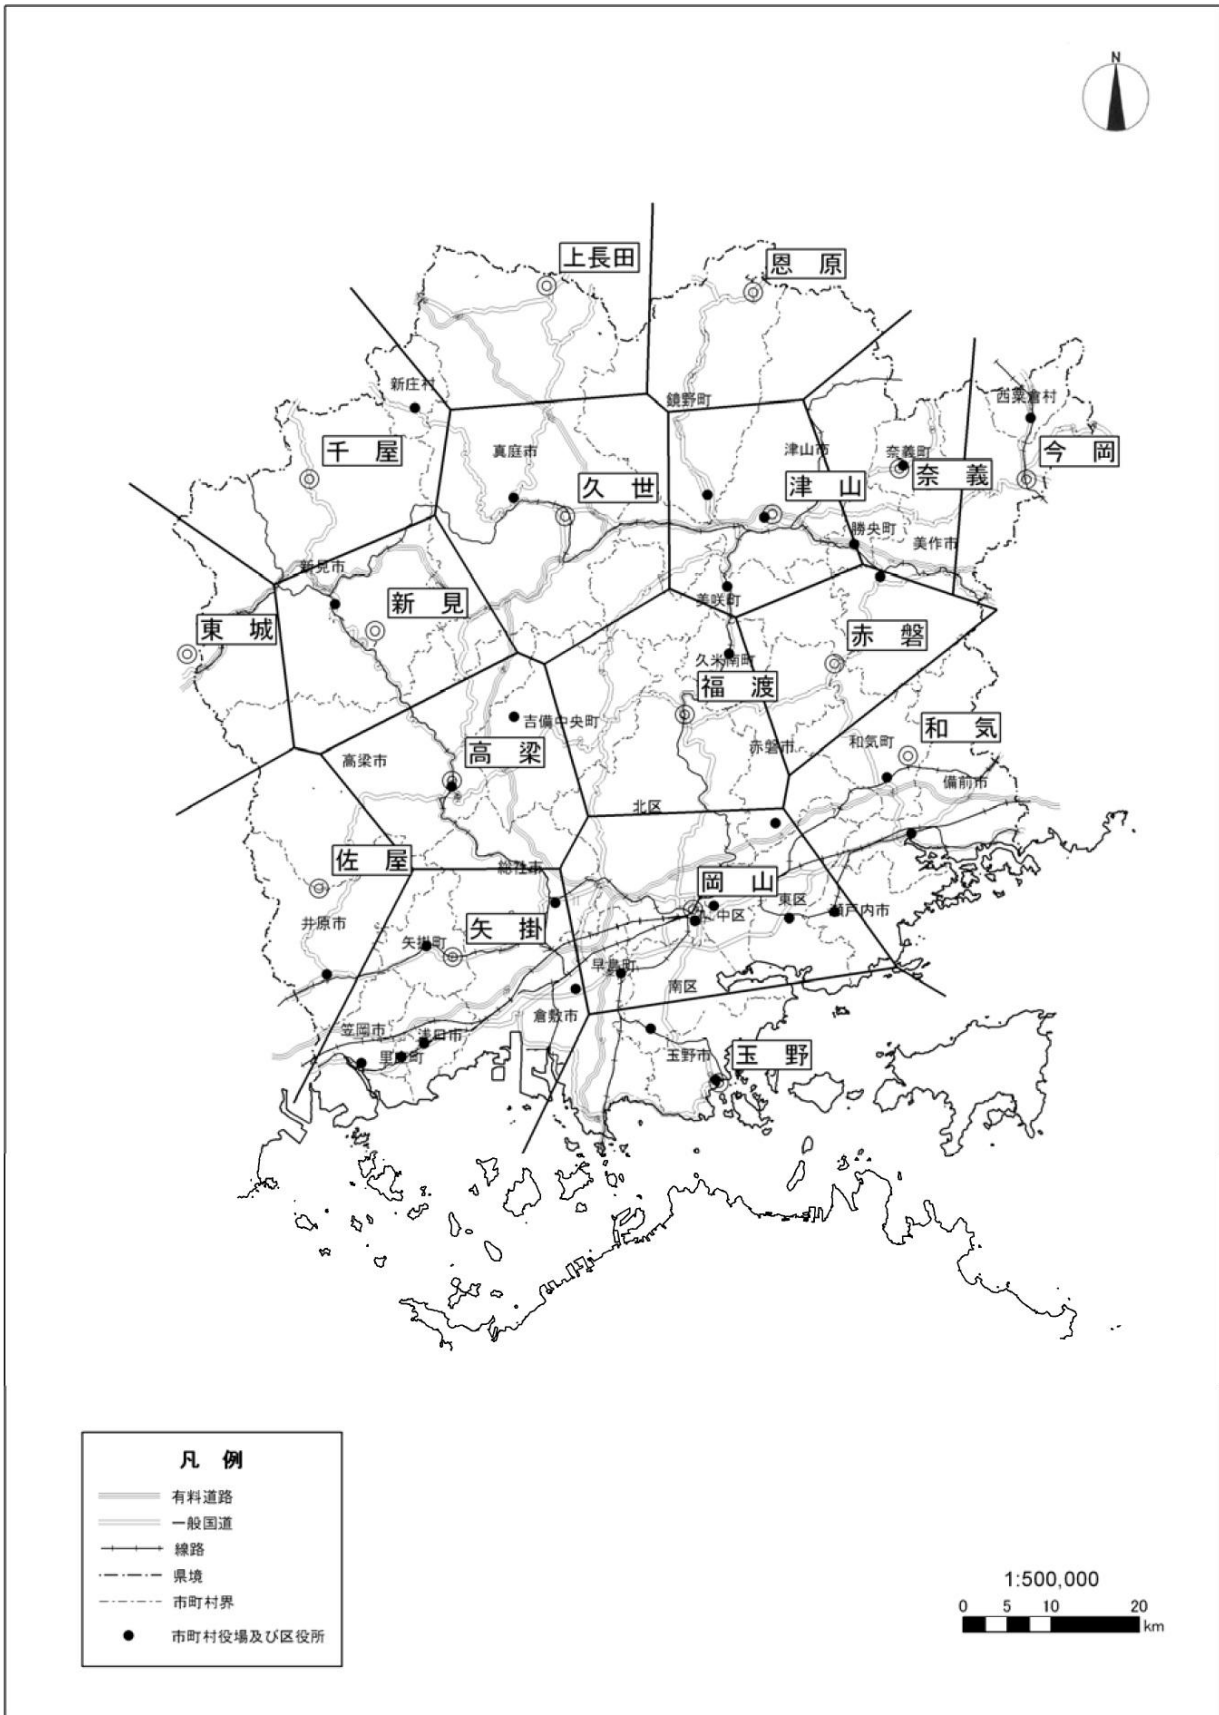 N
上長田
恩原
新庄村
鏡野町
西粟倉村
千屋
真庭市
久世
津山市
津山
奈義町
奈義
今岡
勝央町
美作市
新見市
新見
東城
美咲町
赤磐
久米南町
福渡
吉備中央町
高梁市
高梁
赤磐市
和気町
和気
備前市
北区
佐屋
総社市
岡山
井原市
矢掛町
矢掛
中区
東区
瀬戸内市
早島町
南区
笠岡市
浅口市
里庄町
倉敷市
玉野市
玉野
凡例
有料道路
一般国道
線路
県境
市町村界
市町村役場及び区役所
1:500,000
0 5 10 20
km